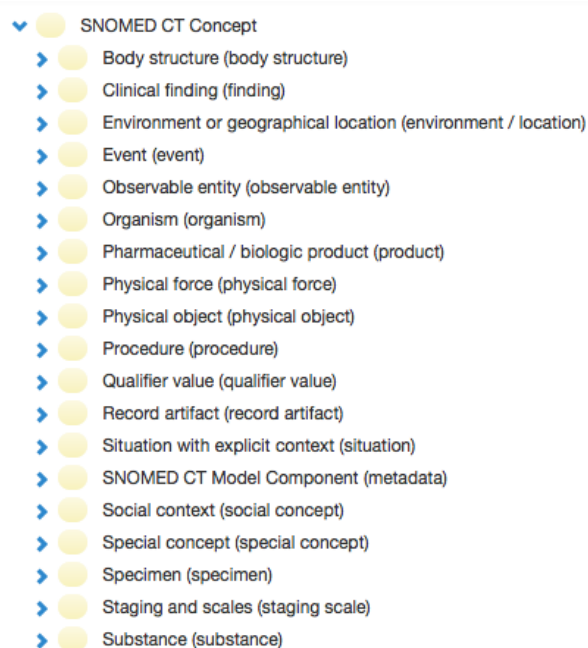 SNOMED CT Concept
Body structure (body structure)
Clinical finding (finding)
Environment or geographical location (environment / location)
Event (event)
Observable entity (observable entity)
Organism (organism)
Pharmaceutical / biologic product (product)
Physical force (physical force)
Physical object (physical object)
Procedure (procedure)
Qualifier value (qualifier value)
Record artifact (record artifact)
Situation with explicit context (situation)
SNOMED CT Model Component (metadata)
Social context (social concept)
Special concept (special concept)
Specimen (specimen)
Staging and scales (staging scale)
Substance (substance)